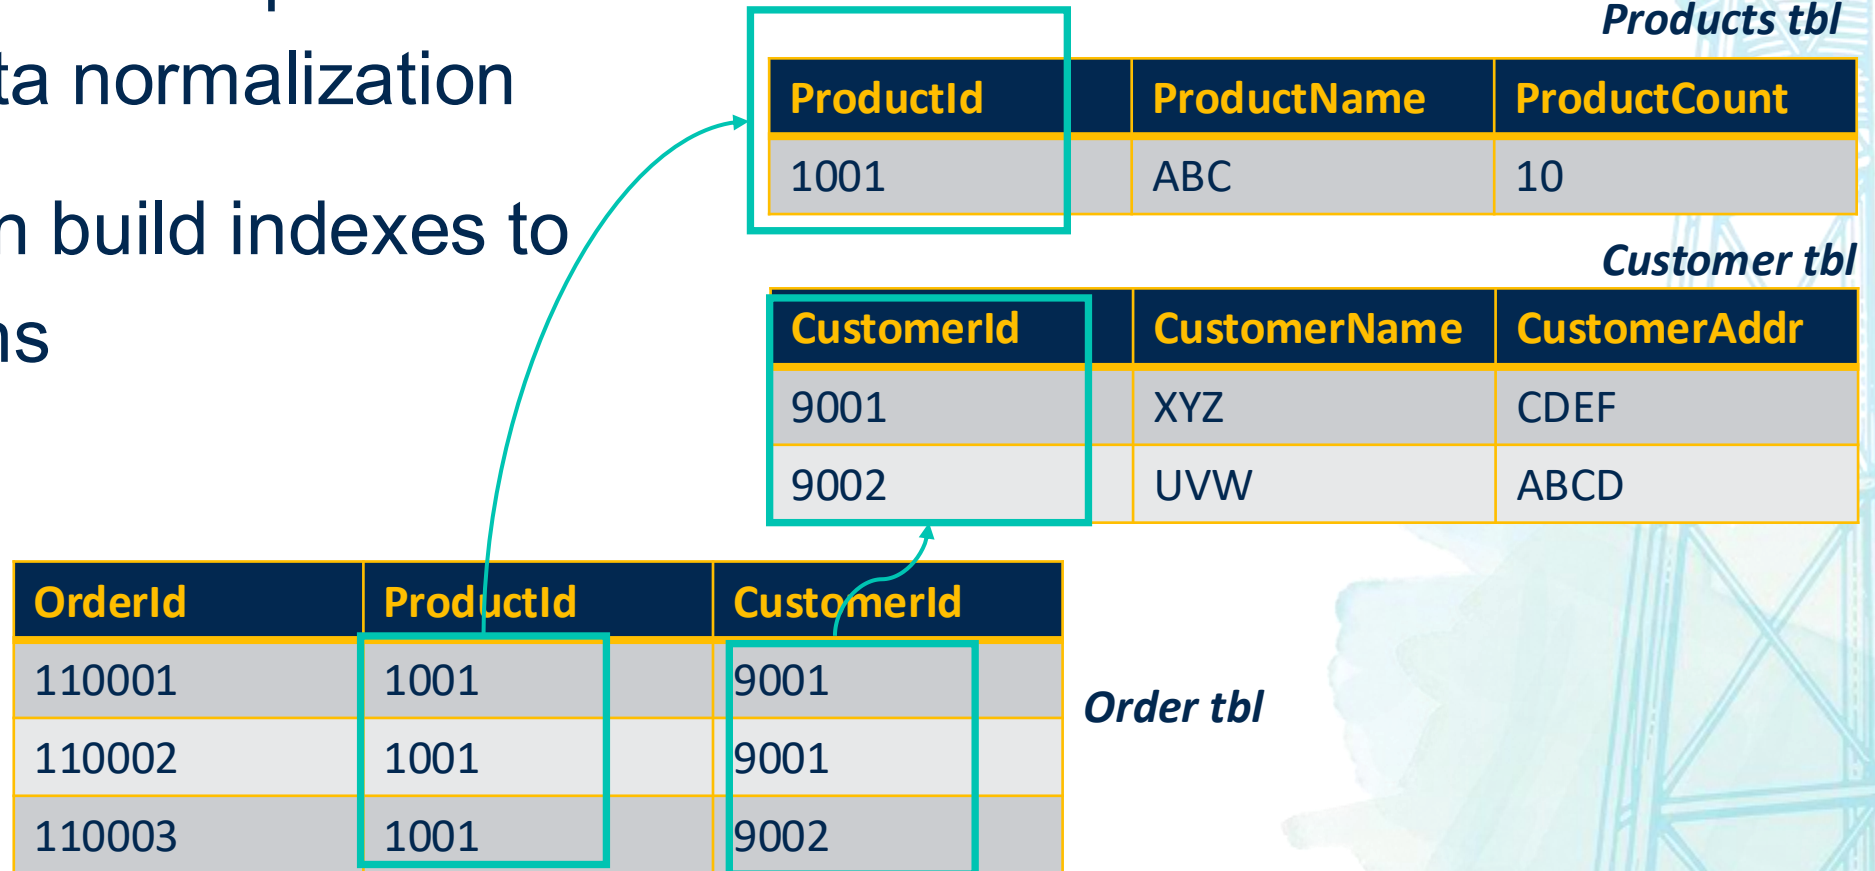 ta normalization
n build indexes to
ns
Products tbl
ProductId ProductName ProductCount
1001 ABC 10
Customer tbl
CustomerId CustomerName CustomerAddr
9001 XYZ CDEF
9002 UVW ABCD
OrderId ProductId CustomerId
110001 1001 9001
110002 1001 9001
110003 1001 9002
Order tbl